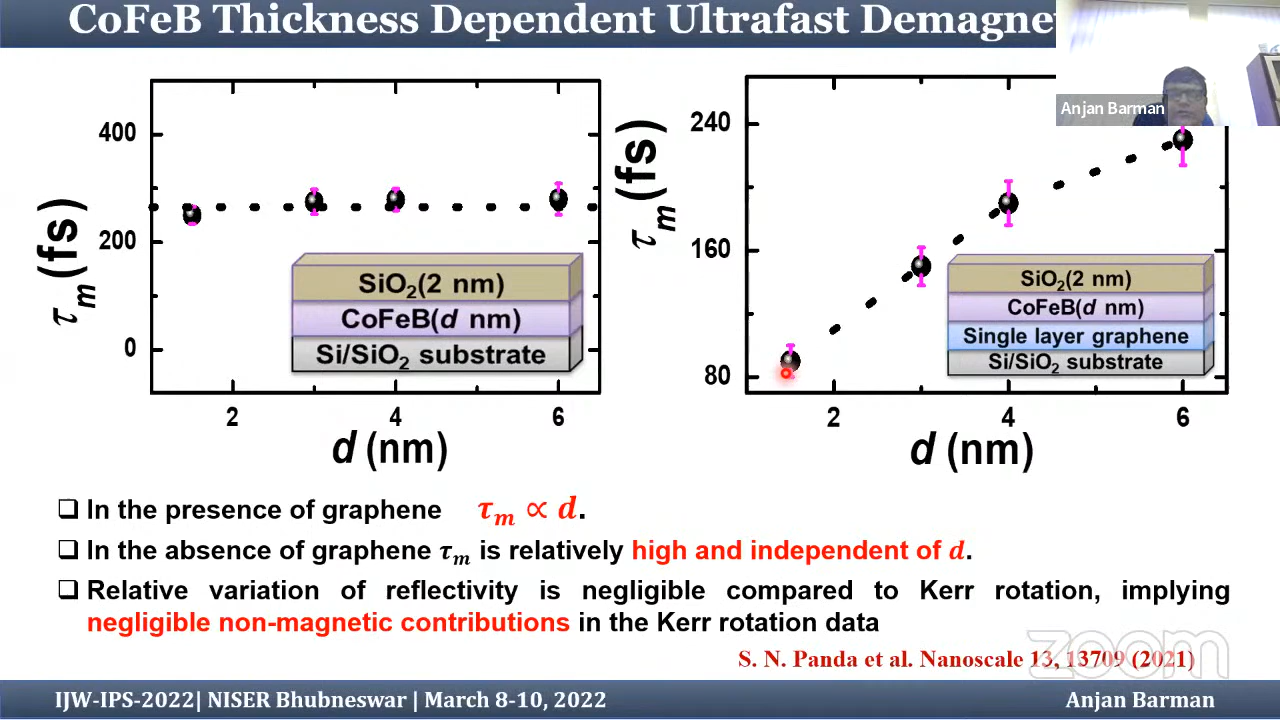 CoFeB Thickness Dependent Ultrafast Demagne
Anjan Barman
400
200
0
τm (fs)
2
4
6
d (nm)
SiO2(2 nm)
CoFeB(d nm)
Si/SiO2 substrate
240
160
80
τm (fs)
2
4
6
d (nm)
SiO2(2 nm)
CoFeB(d nm)
Single layer graphene
Si/SiO2 substrate
❑ In the presence of graphene τm ∝ d.
❑ In the absence of graphene τm is relatively high and independent of d.
❑ Relative variation of reflectivity is negligible compared to Kerr rotation, implying
negligible non-magnetic contributions in the Kerr rotation data
zoom
S. N. Panda et al. Nanoscale 13, 13709 (2021)
IJW-IPS-2022| NISER Bhubneswar | March 8-10, 2022
Anjan Barman